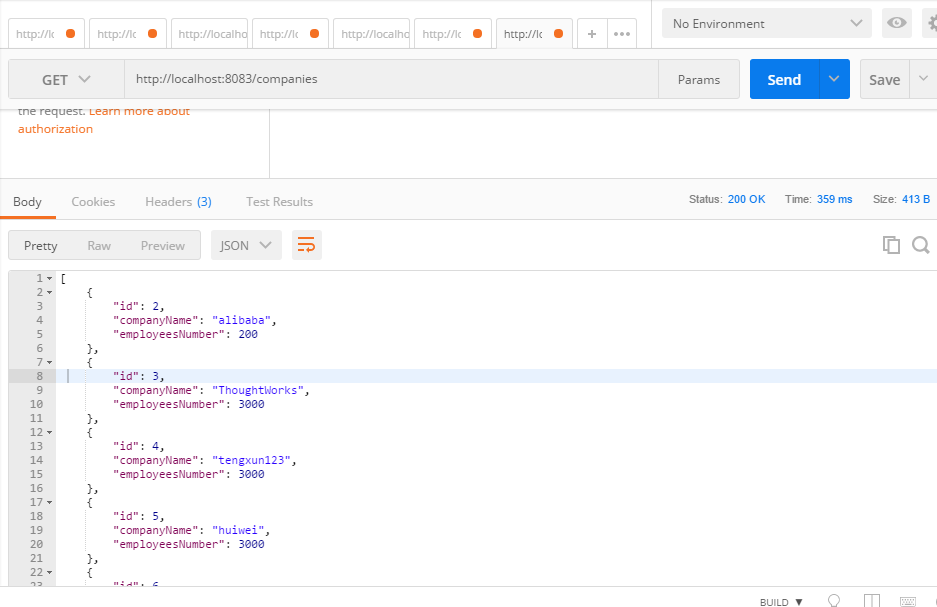 http://lc http://lc http://localho http://lc http://localho http://lc http://lc + ••• No Environment
GET http://localhost:8083/companies Params Send Save
the request. Learn more about
authorization
Body Cookies Headers (3) Test Results Status: 200 OK Time: 359 ms Size: 413 B
Pretty Raw Preview JSON
1 [
2 {
3 "id": 2,
4 "companyName": "alibaba",
5 "employeesNumber": 200
6 },
7 {
8 "id": 3,
9 "companyName": "ThoughtWorks",
10 "employeesNumber": 3000
11 },
12 {
13 "id": 4,
14 "companyName": "tengxun123",
15 "employeesNumber": 3000
16 },
17 {
18 "id": 5,
19 "companyName": "huiwei",
20 "employeesNumber": 3000
21 },
22 {
23 "id": 6
BUILD ▼